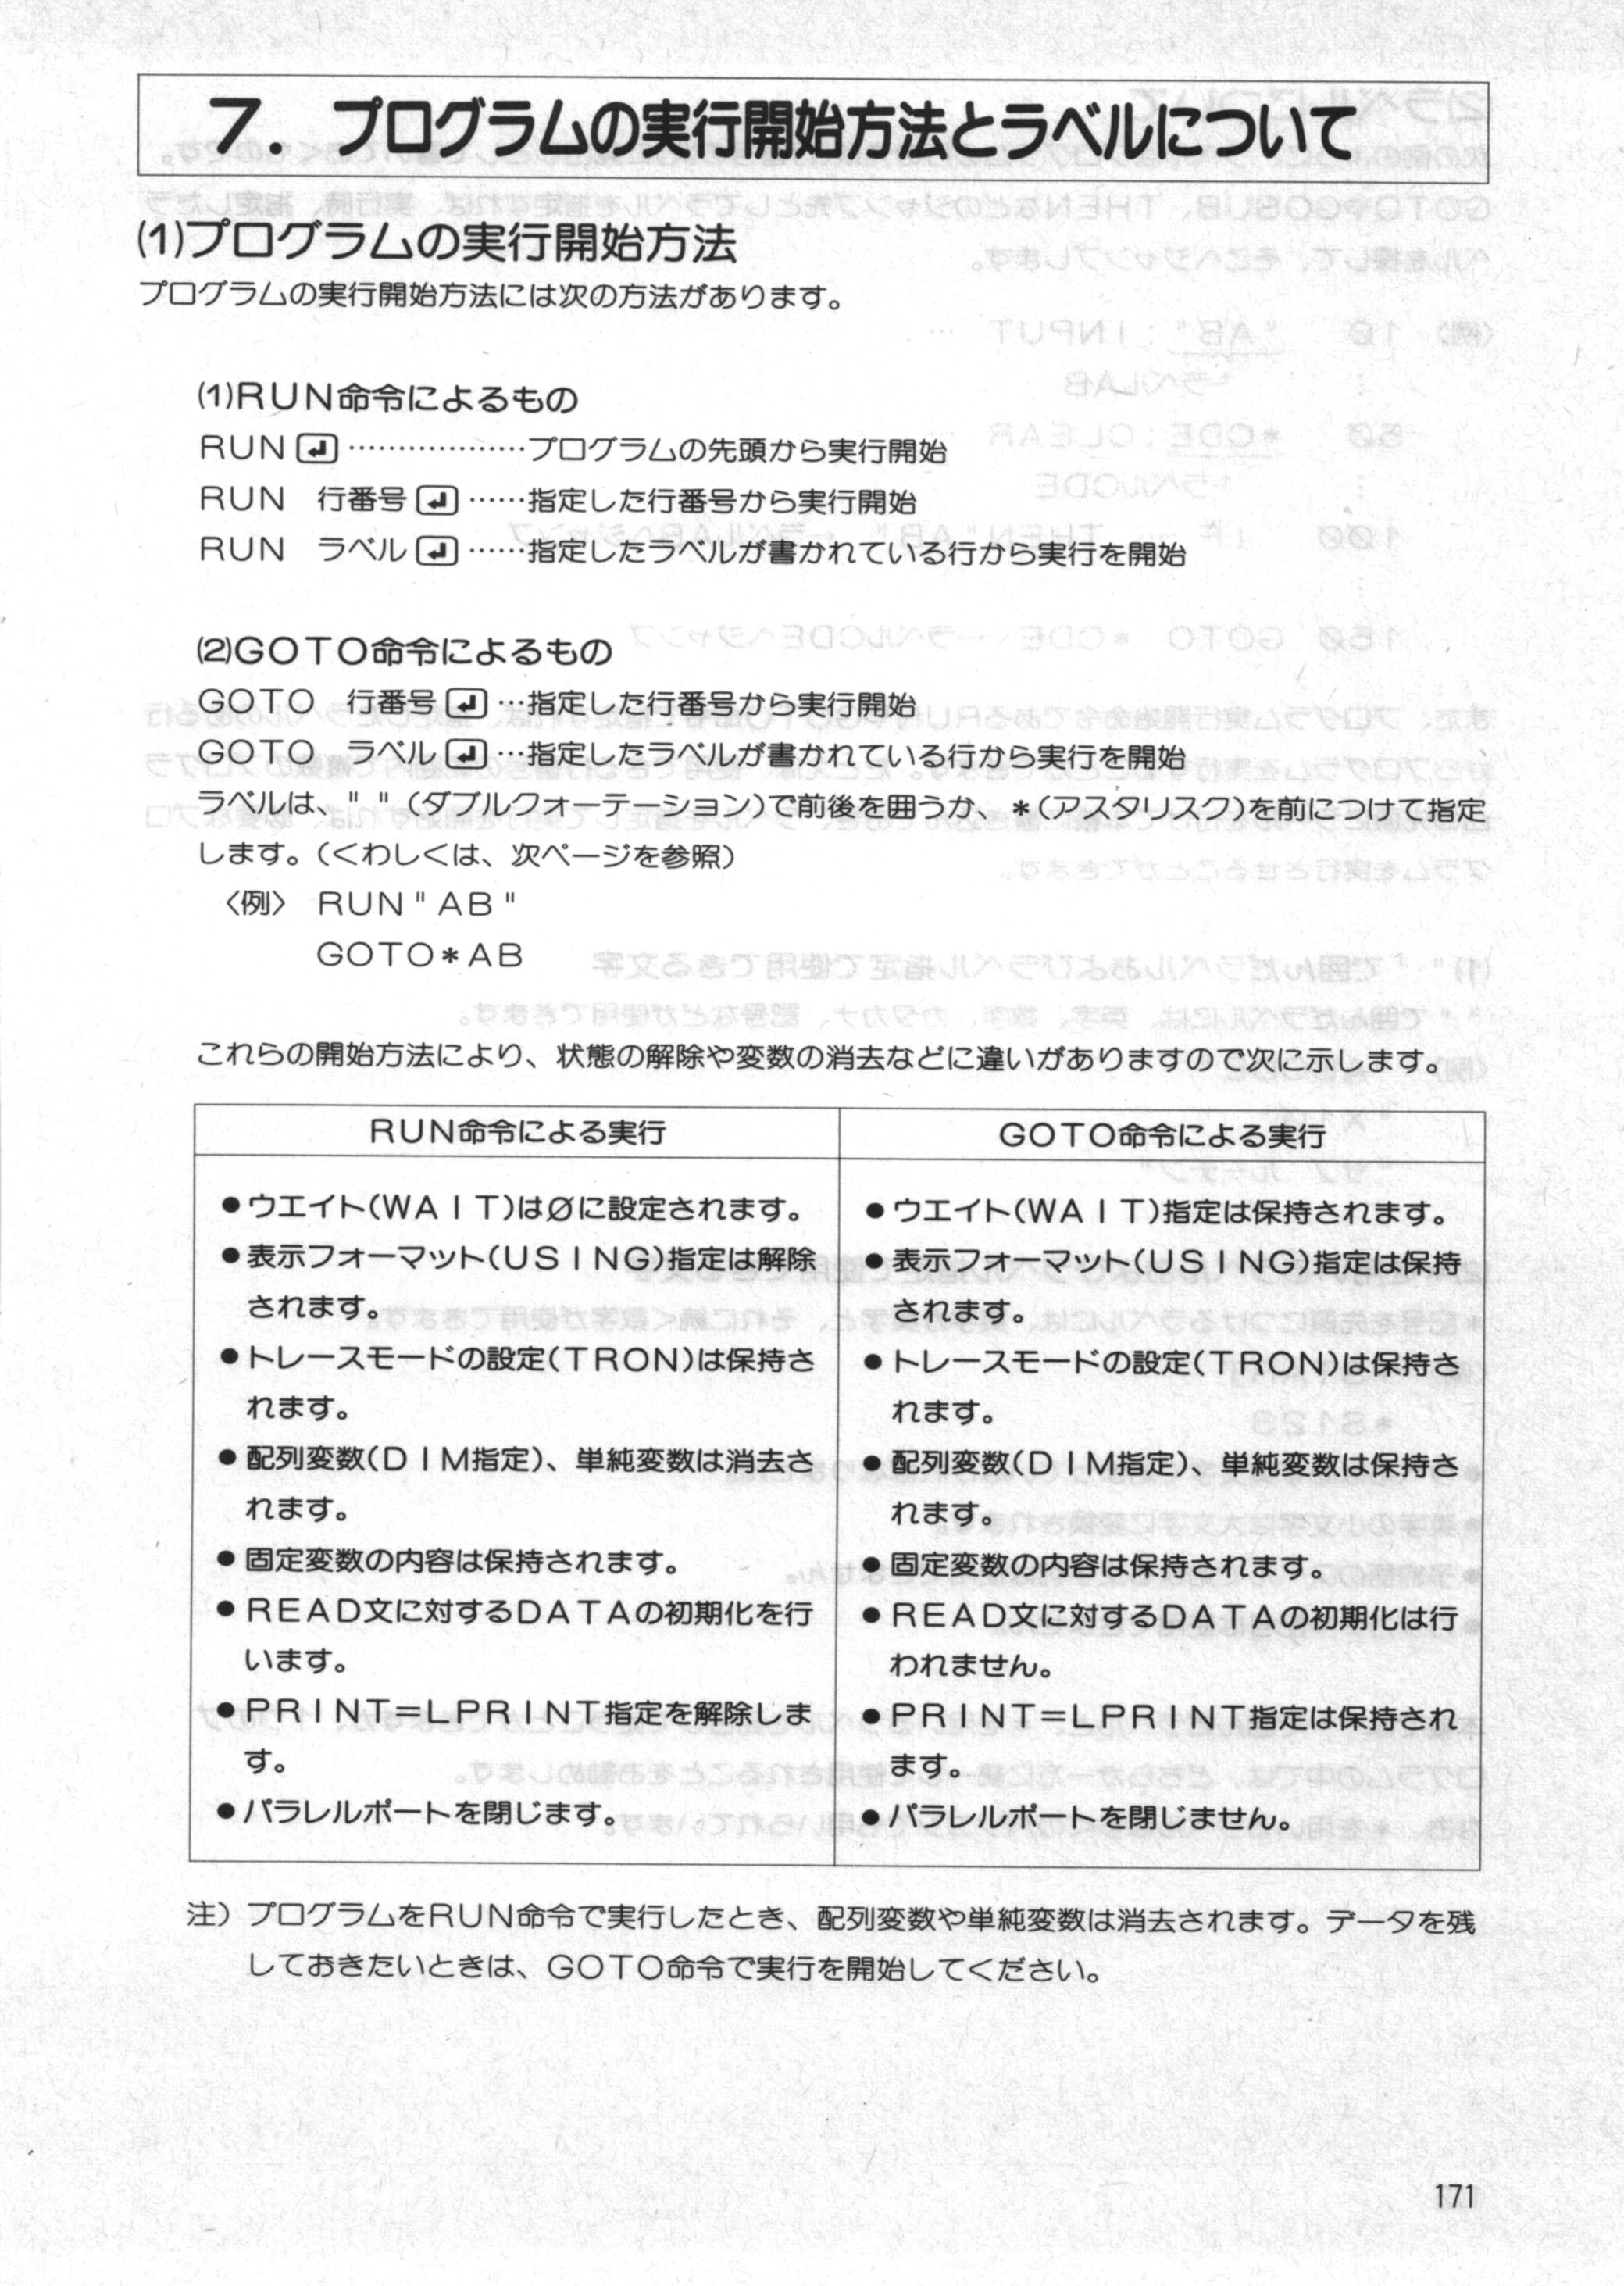 7．プログラムの実行開始方法とラベルについて
(1)プログラムの実行開始方法
プログラムの実行開始方法には次の方法があります。
(1)ＲＵＮ命令によるもの
ＲＵＮ ↵ ………………プログラムの先頭から実行開始
ＲＵＮ　行番号 ↵ ……指定した行番号から実行開始
ＲＵＮ　ラベル ↵ ……指定したラベルが書かれている行から実行を開始
(2)ＧＯＴＯ命令によるもの
ＧＯＴＯ　行番号 ↵ …指定した行番号から実行開始
ＧＯＴＯ　ラベル ↵ …指定したラベルが書かれている行から実行を開始
ラベルは、" "（ダブルクォーテーション）で前後を囲うか、＊（アスタリスク）を前につけて指定
します。（くわしくは、次ページを参照）
〈例〉　ＲＵＮ"ＡＢ"
ＧＯＴＯ＊ＡＢ
これらの開始方法により、状態の解除や変数の消去などに違いがありますので次に示します。
ＲＵＮ命令による実行
●ウエイト（ＷＡＩＴ）は∅に設定されます。
●表示フォーマット（ＵＳＩＮＧ）指定は解除
されます。
●トレースモードの設定（ＴＲＯＮ）は保持さ
れます。
●配列変数（ＤＩＭ指定）、単純変数は消去さ
れます。
●固定変数の内容は保持されます。
●ＲＥＡＤ文に対するＤＡＴＡの初期化を行
います。
●ＰＲＩＮＴ＝ＬＰＲＩＮＴ指定を解除しま
す。
●パラレルポートを閉じます。
ＧＯＴＯ命令による実行
●ウエイト（ＷＡＩＴ）指定は保持されます。
●表示フォーマット（ＵＳＩＮＧ）指定は保持
されます。
●トレースモードの設定（ＴＲＯＮ）は保持さ
れます。
●配列変数（ＤＩＭ指定）、単純変数は保持さ
れます。
●固定変数の内容は保持されます。
●ＲＥＡＤ文に対するＤＡＴＡの初期化は行
われません。
●ＰＲＩＮＴ＝ＬＰＲＩＮＴ指定は保持され
ます。
●パラレルポートを閉じません。
注）プログラムをＲＵＮ命令で実行したとき、配列変数や単純変数は消去されます。データを残
しておきたいときは、ＧＯＴＯ命令で実行を開始してください。
171